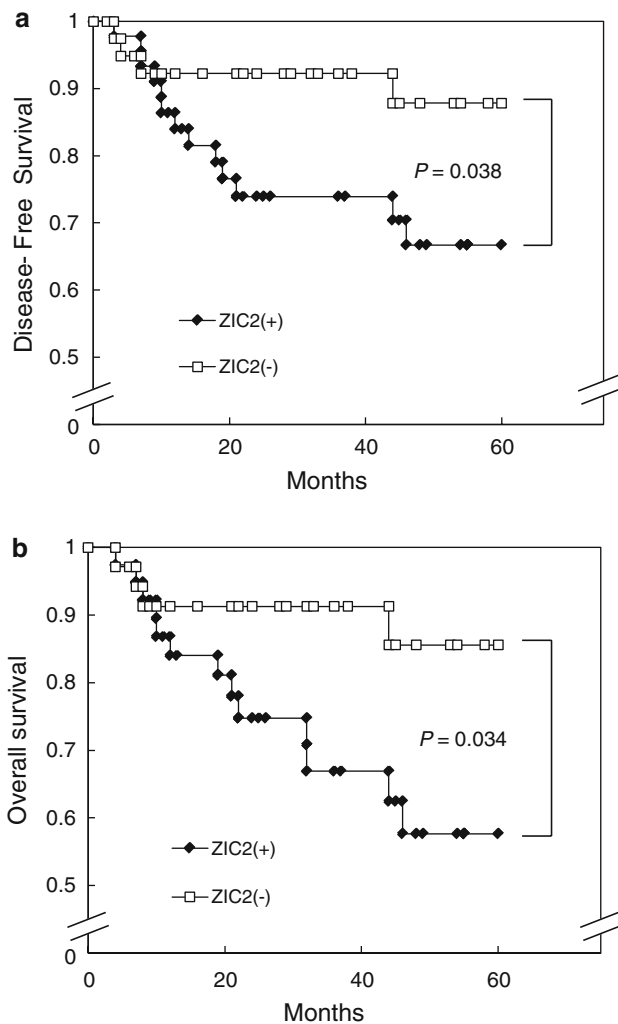 a
Disease- Free Survival
1
0.9
0.8
0.7
0.6
0.5
0
P = 0.038
ZIC2(+)
ZIC2(-)
0 20 40 60
Months
b
Overall survival
1
0.9
0.8
0.7
0.6
0.5
0
P = 0.034
ZIC2(+)
ZIC2(-)
0 20 40 60
Months